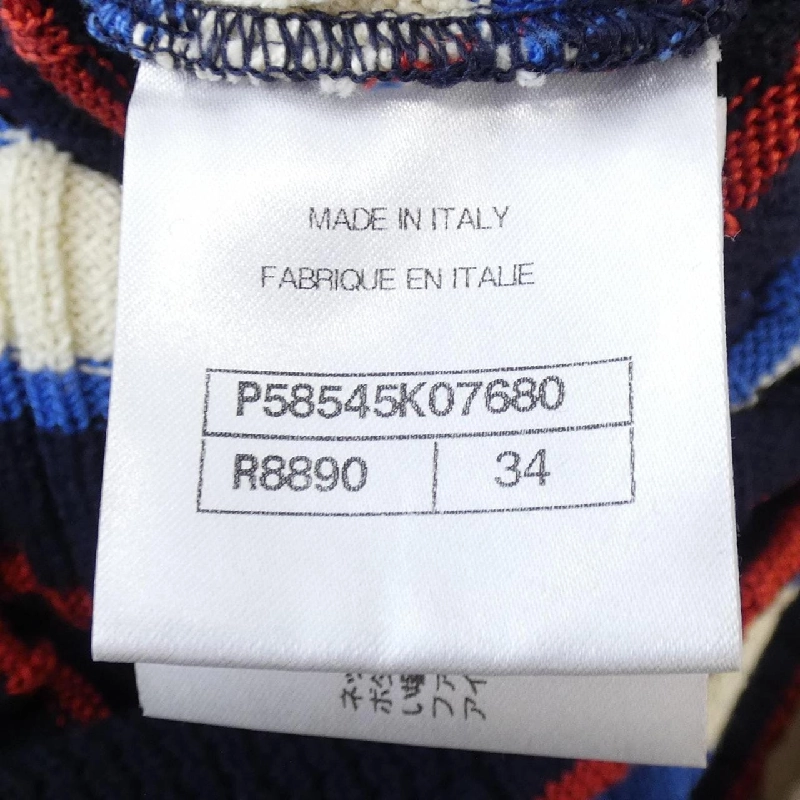 MADE IN ITALY
FABRIQUE EN ITALIE
P58545K07680
R8890 34